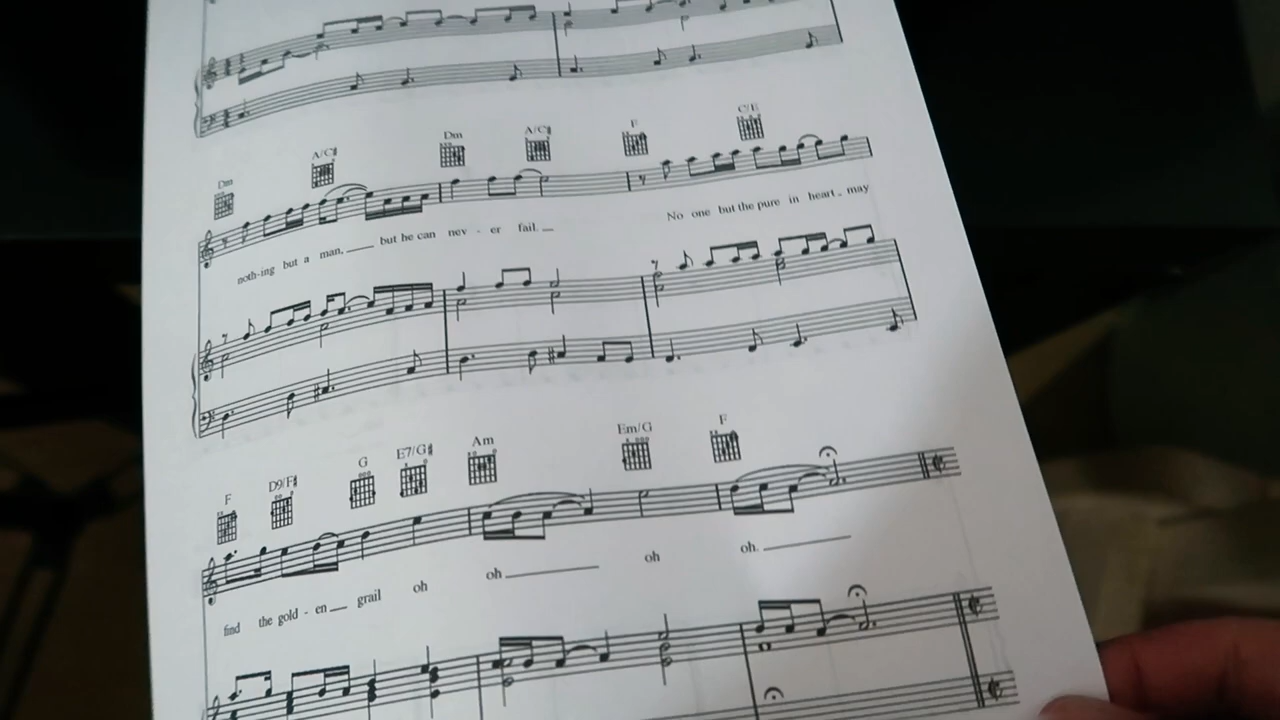 Dm A/C♯ Dm A/C♯ F C/E
noth-ing but a man, but he can nev - er fail. No one but the pure in heart may
F D9/F♯ G E7/G♯ Am Em/G F
find the gold - en grail oh oh oh oh.